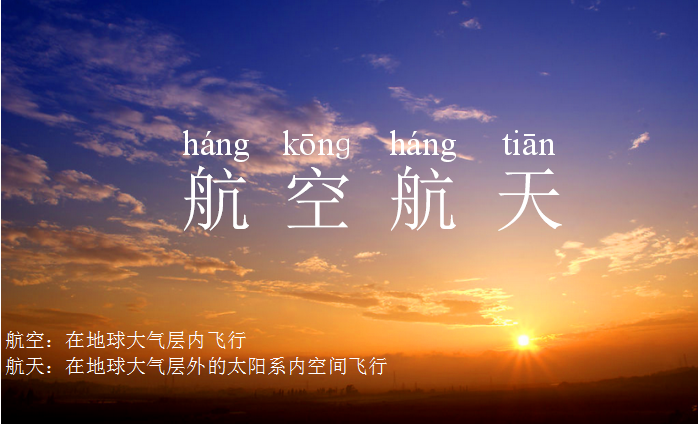 háng kōng háng tiān
航空航天
航空：在地球大气层内飞行
航天：在地球大气层外的太阳系内空间飞行